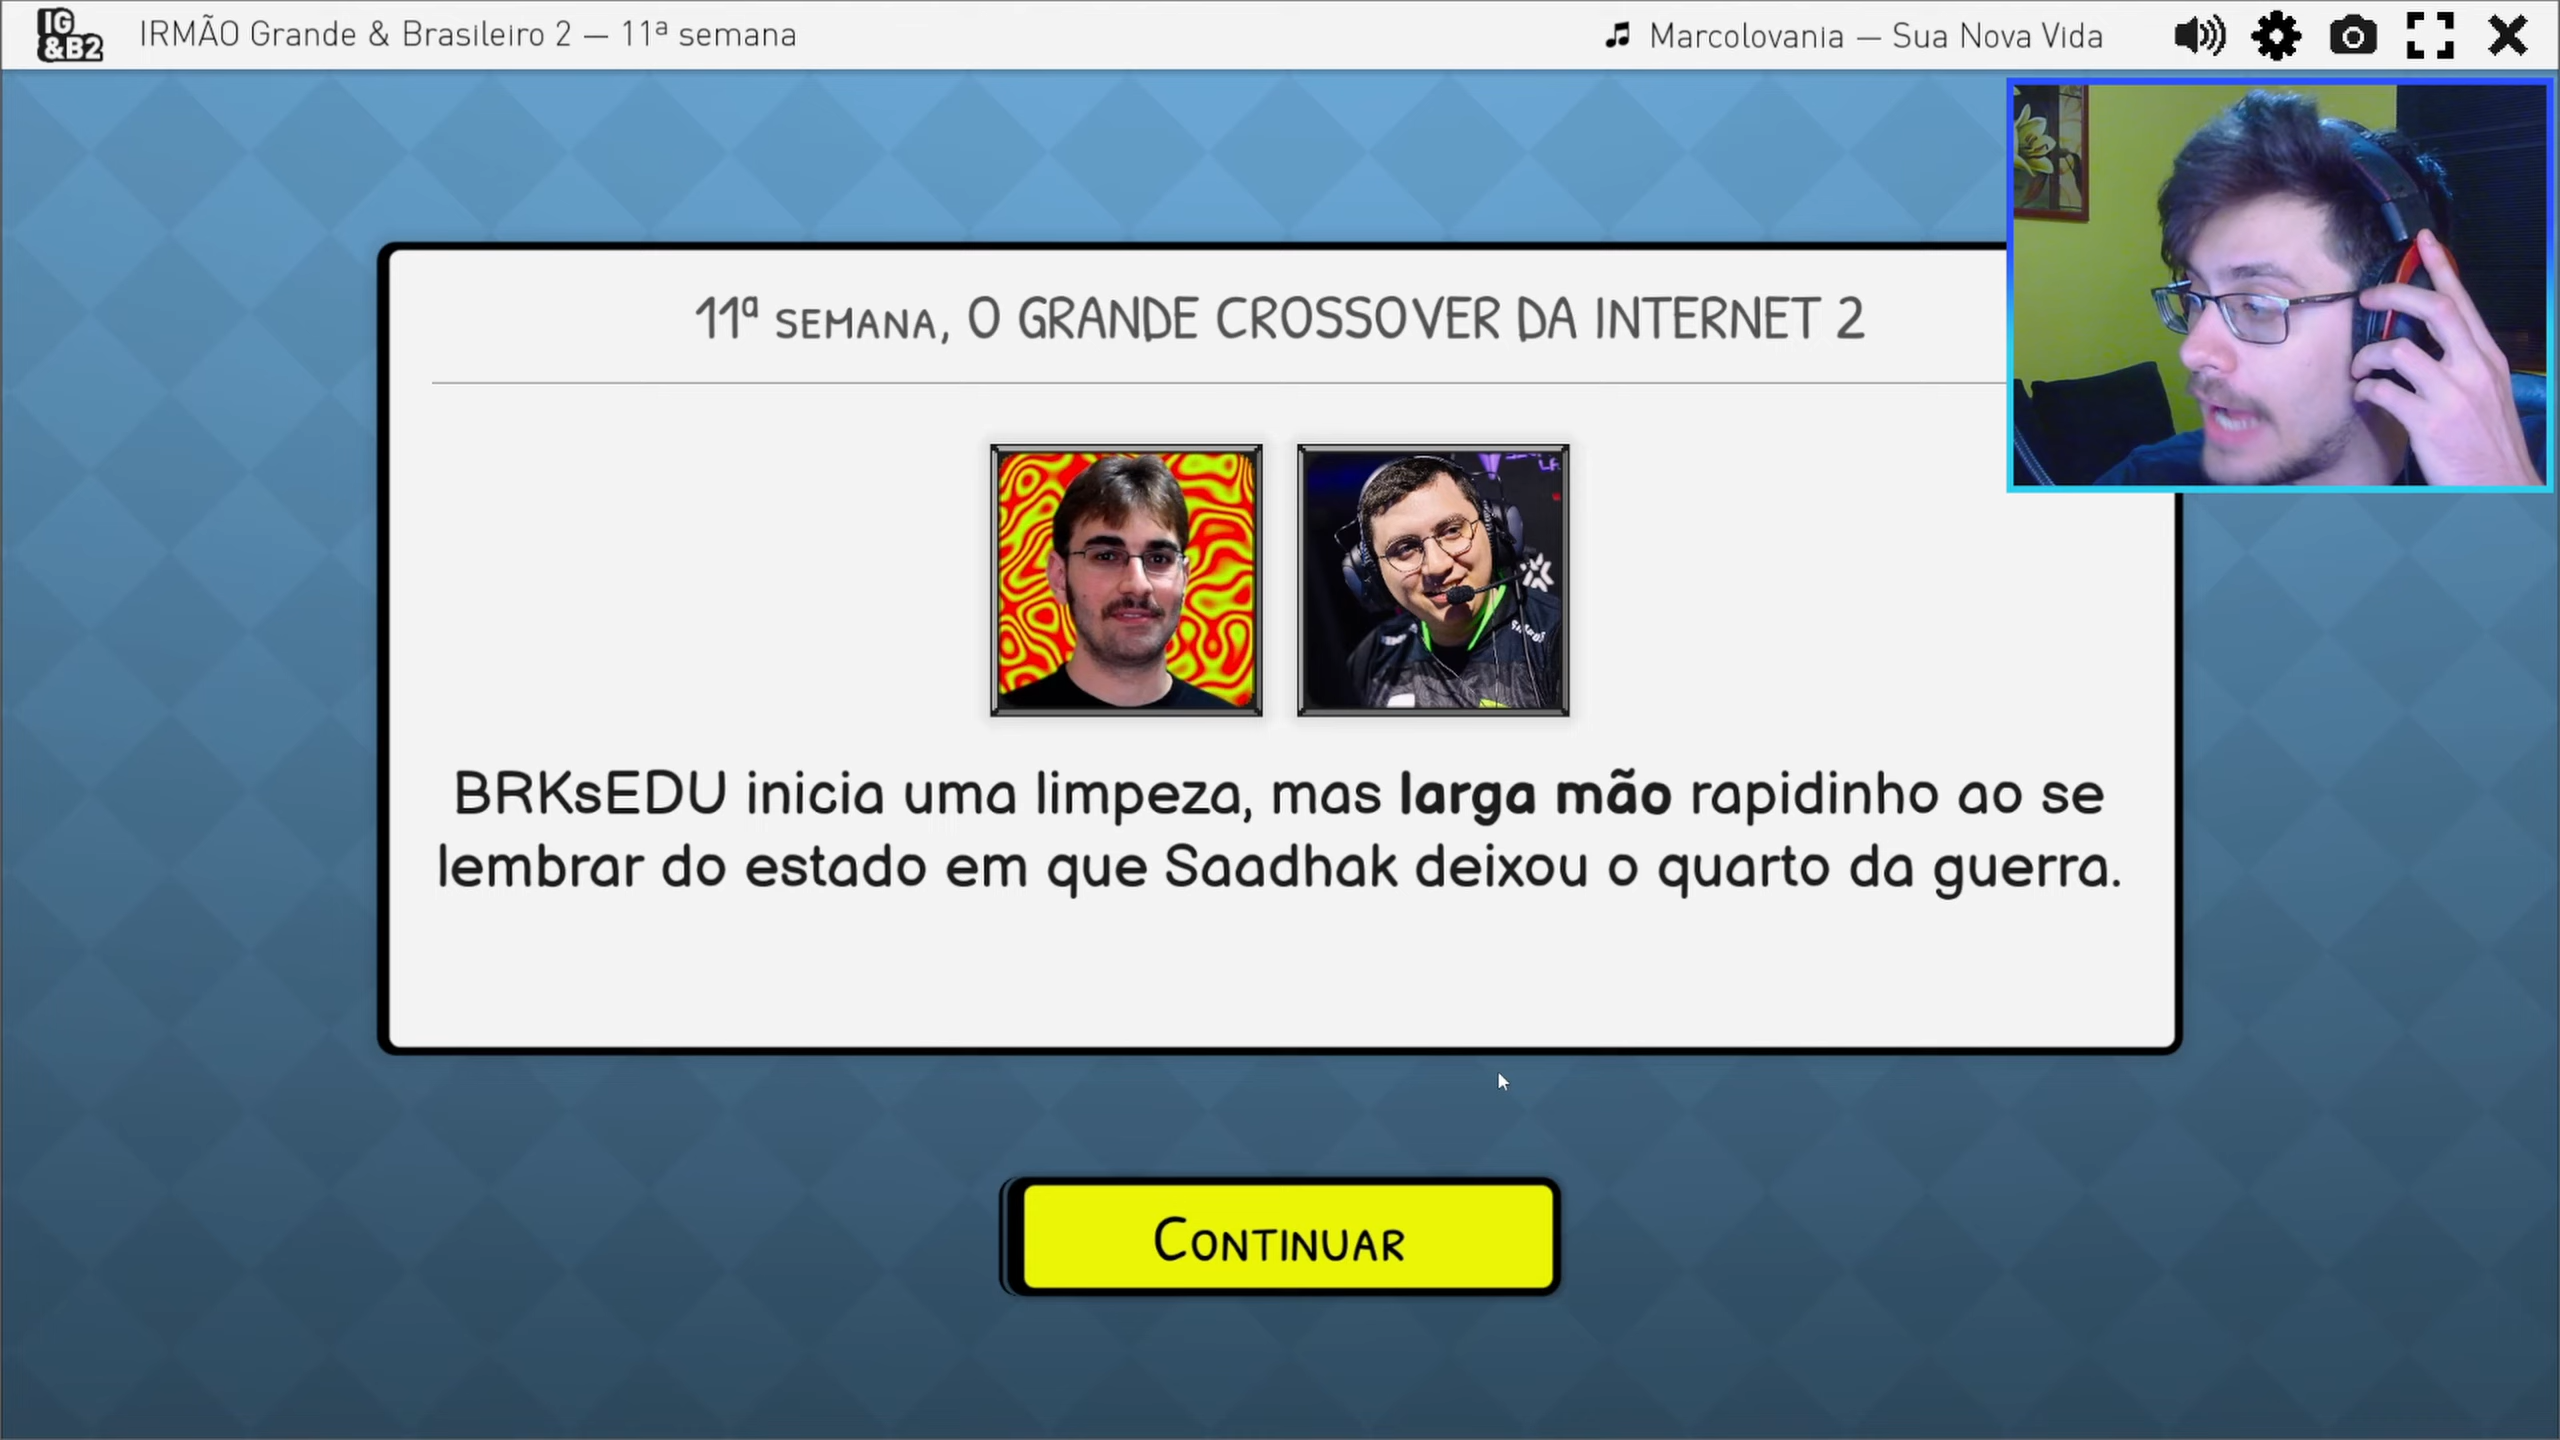 IG
&B2
IRMÃO Grande & Brasileiro 2 — 11ª semana
Marcolovania — Sua Nova Vida
11ª SEMANA, O GRANDE CROSSOVER DA INTERNET 2
BRKsEDU inicia uma limpeza, mas larga mão rapidinho ao se
lembrar do estado em que Saadhak deixou o quarto da guerra.
CONTINUAR